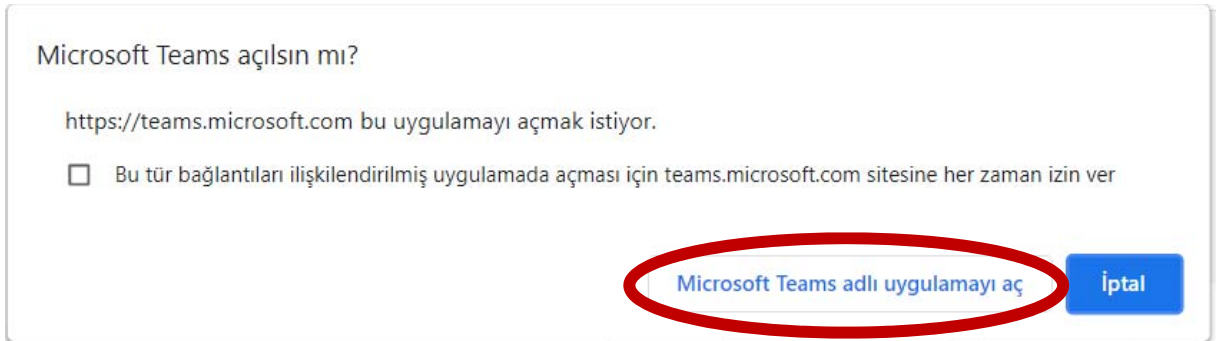 Microsoft Teams açılsın mı?
https://teams.microsoft.com bu uygulamayı açmak istiyor.
Bu tür bağlantıları ilişkilendirilmiş uygulamada açması için teams.microsoft.com sitesine her zaman izin ver
Microsoft Teams adlı uygulamayı aç İptal